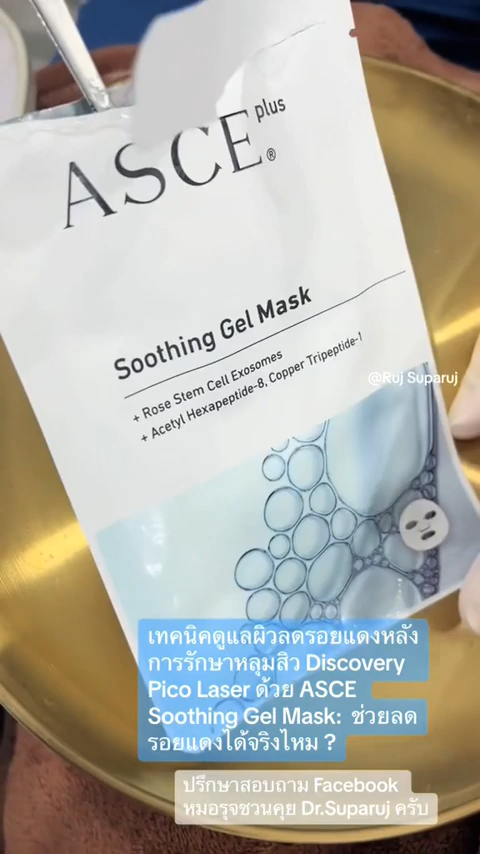 ASCE plus ®
Soothing Gel Mask
+ Rose Stem Cell Exosomes
+ Acetyl Hexapeptide-8, Copper Tripeptide-1
@Ruj Suparuj
เทคนิคดูแลผิวลดรอยแดงหลัง
การรักษาหลุมสิว Discovery
Pico Laser ด้วย ASCE
Soothing Gel Mask: ช่วยลด
รอยแดงได้จริงไหม ?
ปรึกษาสอบถาม Facebook
หมอรุจชวนคุย Dr.Suparuj ครับ